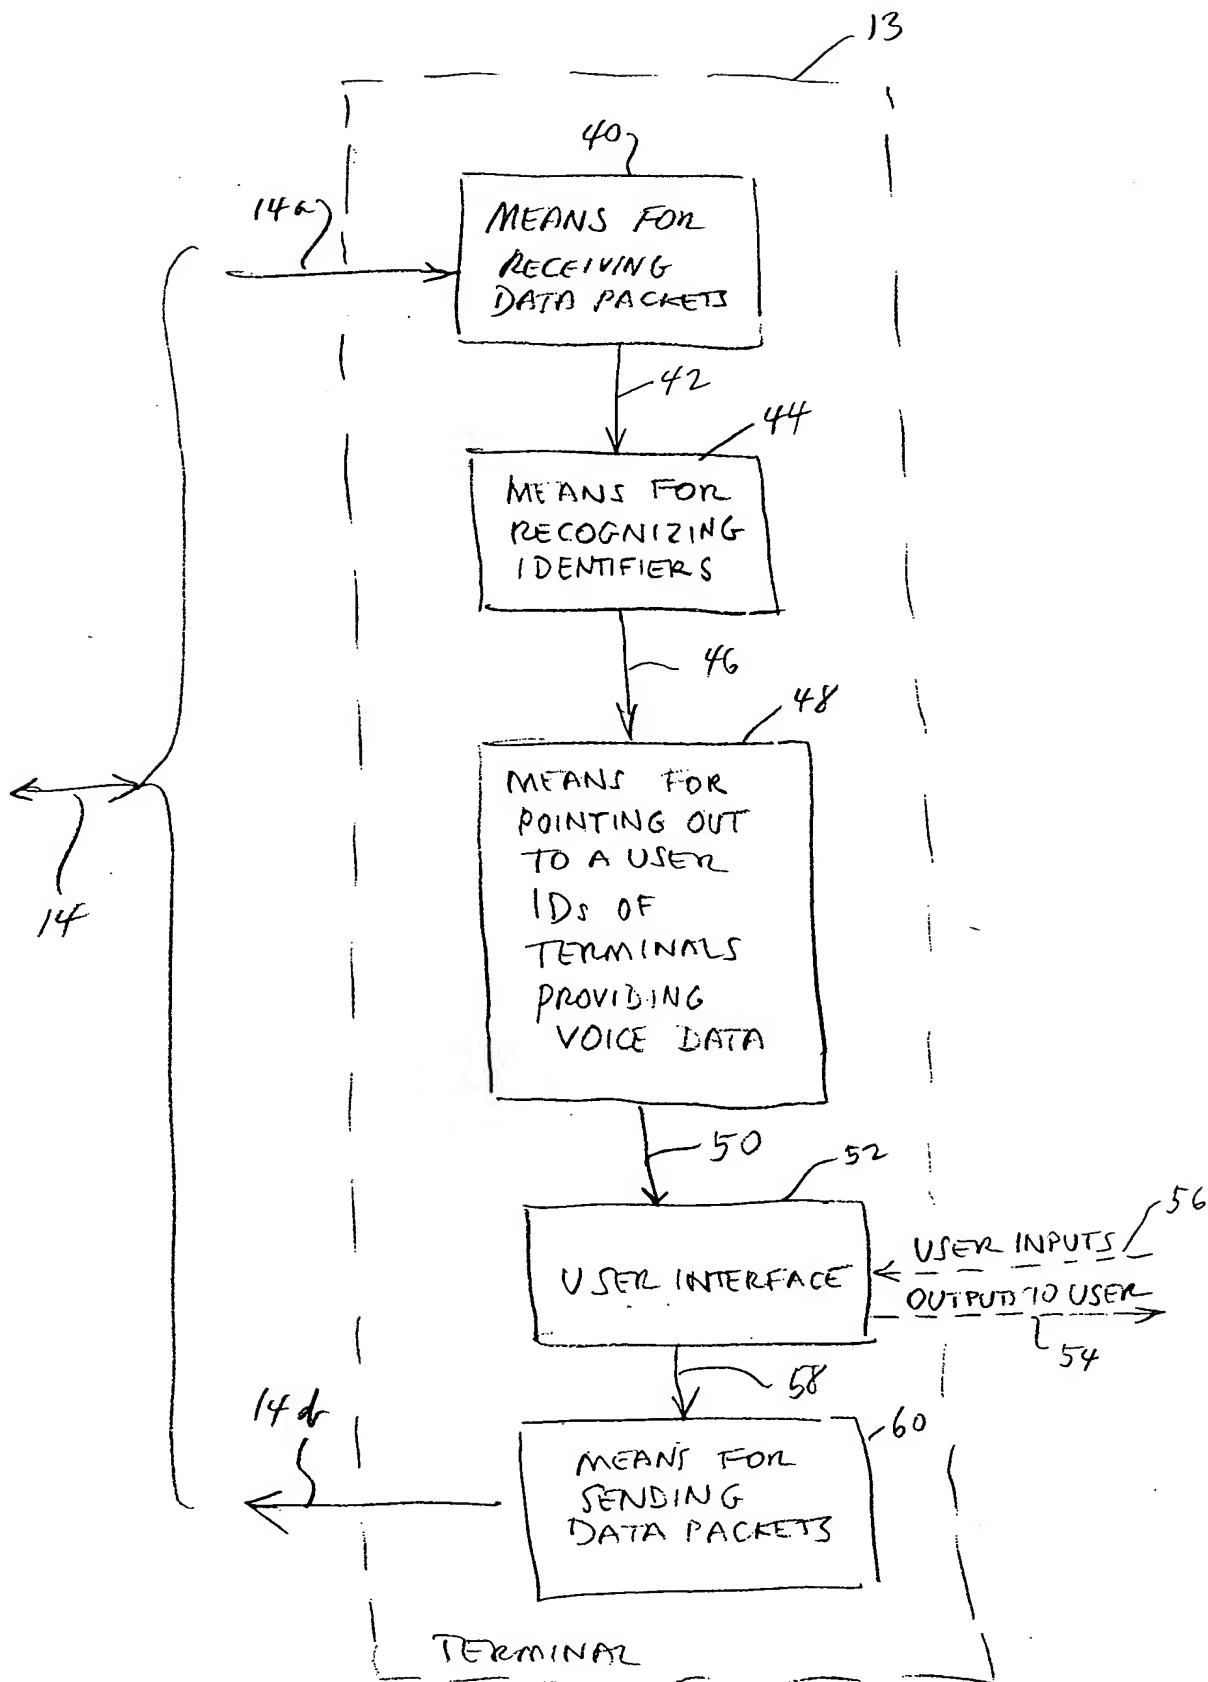 13
40
14a
MEANS FOR
RECEIVING
DATA PACKETS
42
44
MEANS FOR
RECOGNIZING
IDENTIFIERS
46
48
MEANS FOR
POINTING OUT
TO A USER
IDs OF
TERMINALS
PROVIDING
VOICE DATA
14
50
52
56
USER INPUTS
USER INTERFACE
OUTPUTS TO USER
54
58
14b
60
MEANS FOR
SENDING
DATA PACKETS
TERMINAL